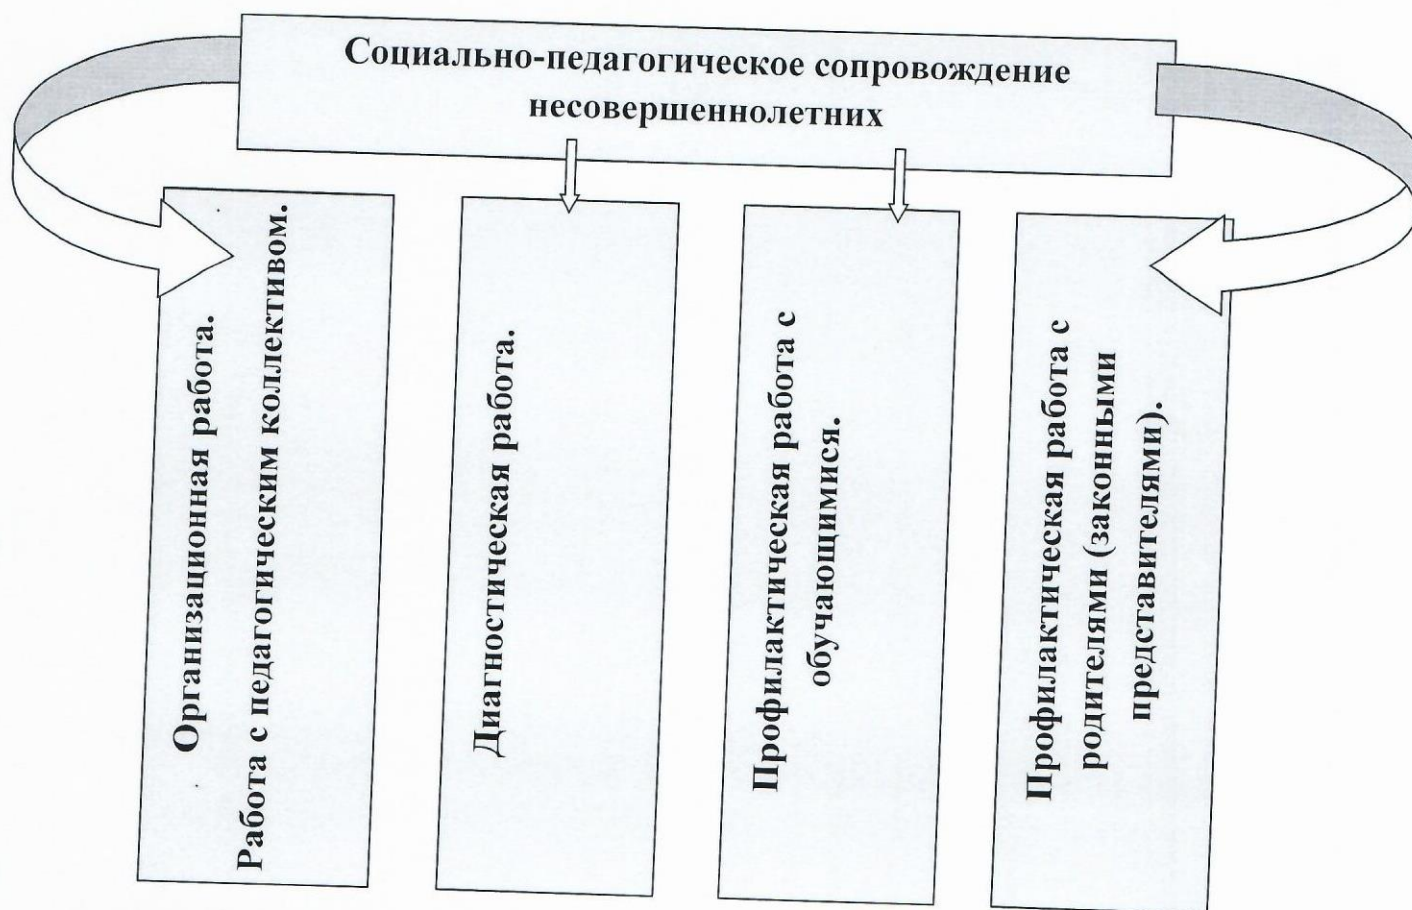 Социально-педагогическое сопровождение
несовершеннолетних
Организационная работа.
Работа с педагогическим коллективом.
Диагностическая работа.
Профилактическая работа с
обучающимися.
Профилактическая работа с
родителями (законными
представителями).